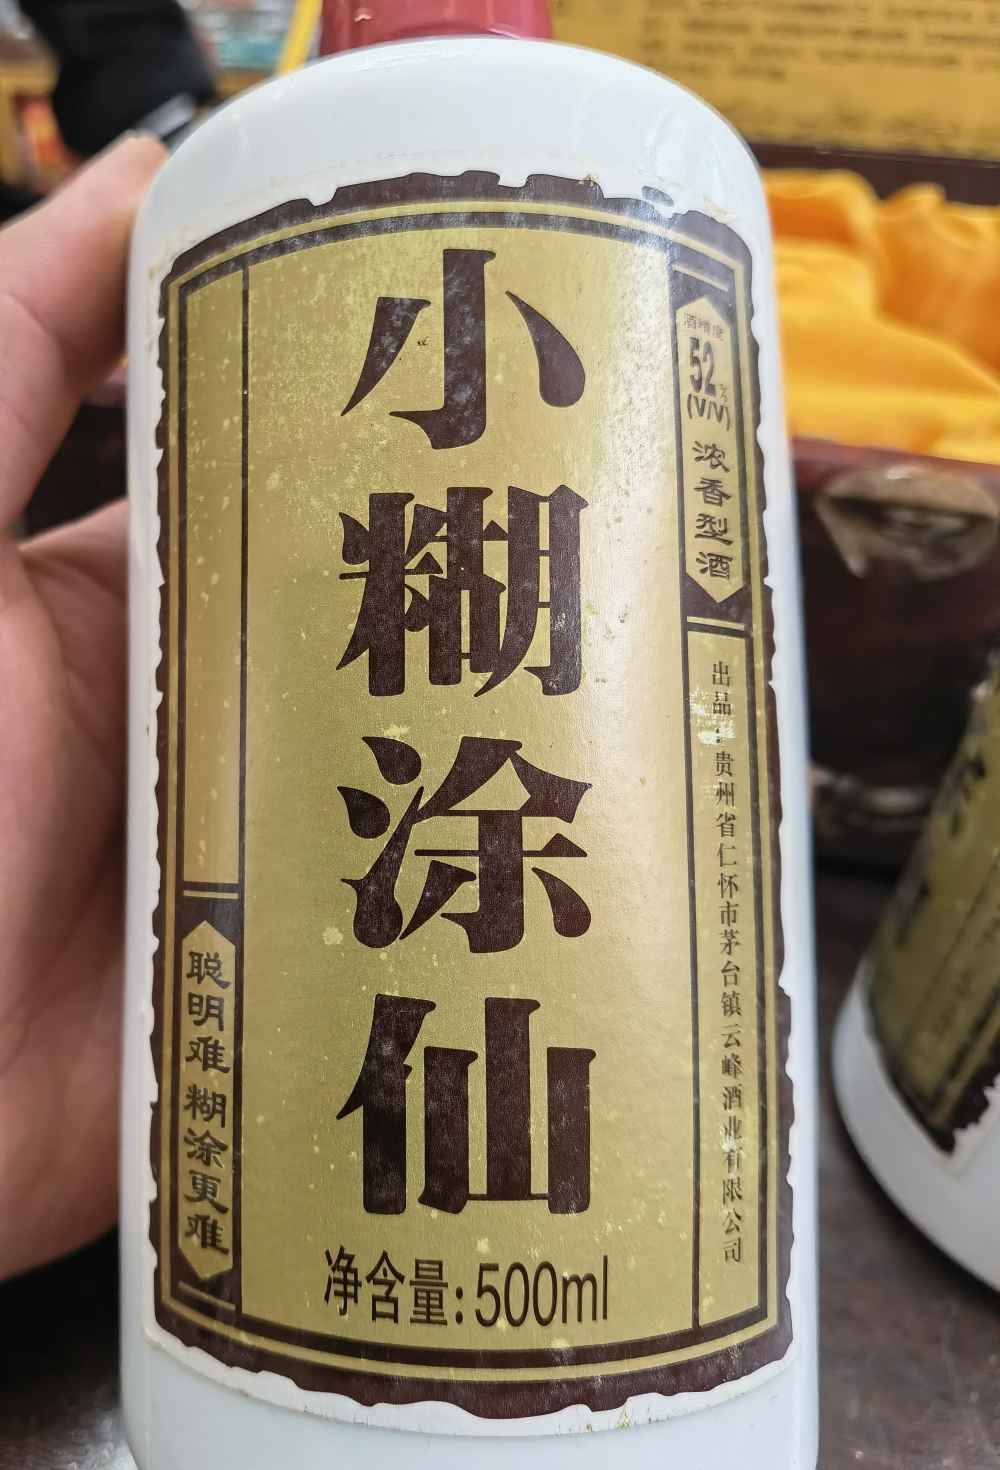 小糊涂仙
酒精度
52%
(V/V)
浓香型酒
出品：贵州省仁怀市茅台镇云峰酒业有限公司
聪明难糊涂更难
净含量:500ml